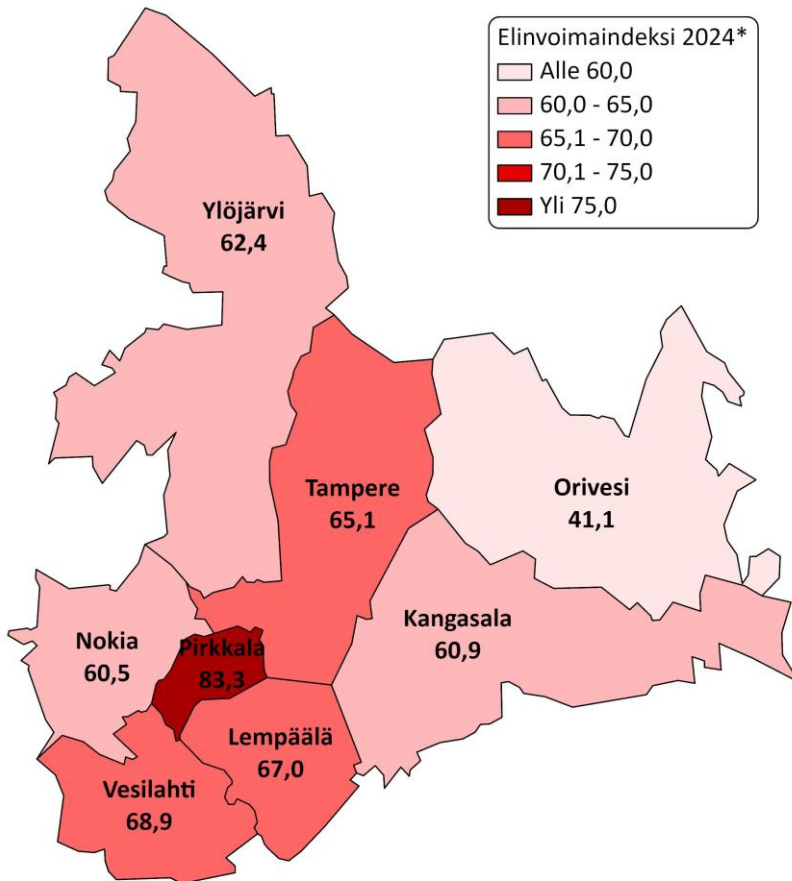 Elinvoimaindeksi 2024*
Alle 60,0
60,0 - 65,0
65,1 - 70,0
70,1 - 75,0
Yli 75,0
Ylöjärvi
62,4
Tampere
65,1
Orivesi
41,1
Kangasala
60,9
Nokia
60,5
Pirkkala
83,3
Lempäälä
67,0
Vesilahti
68,9